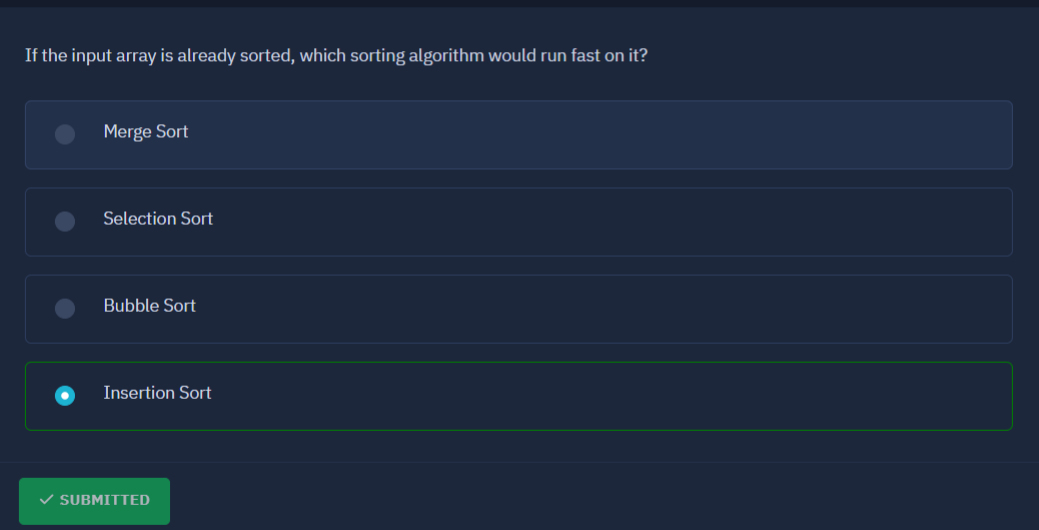 If the input array is already sorted, which sorting algorithm would run fast on it?
Merge Sort
Selection Sort
Bubble Sort
Insertion Sort
SUBMITTED